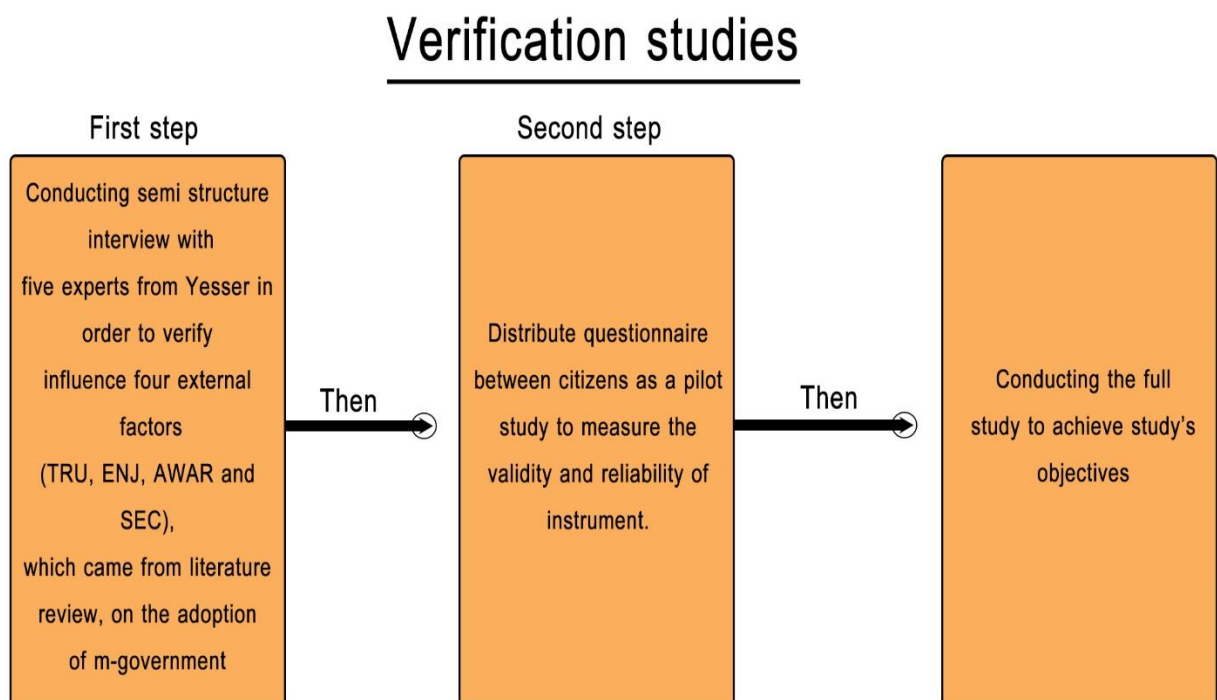 Verification studies
First step
Conducting semi structure
interview with
five experts from Yesser in
order to verify
influence four external
factors
(TRU, ENJ, AWAR and
SEC),
which came from literature
review, on the adoption
of m-government
Then
Second step
Distribute questionnaire
between citizens as a pilot
study to measure the
validity and reliability of
instrument.
Then
Conducting the full
study to achieve study's
objectives